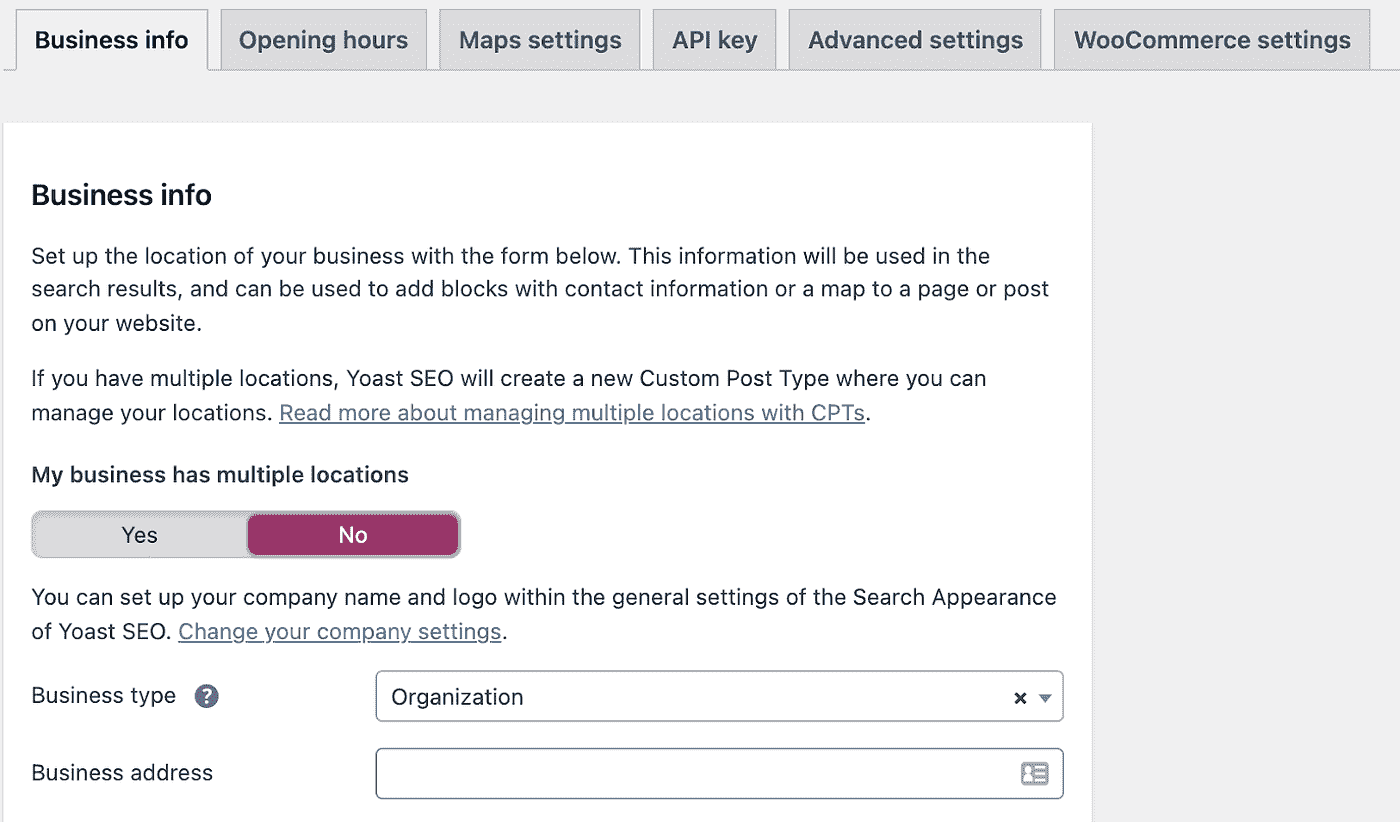 Business info
Opening hours
Maps settings
API key
Advanced settings
WooCommerce settings
Business info
Set up the location of your business with the form below. This information will be used in the
search results, and can be used to add blocks with contact information or a map to a page or post
on your website.
If you have multiple locations, Yoast SEO will create a new Custom Post Type where you can
manage your locations. Read more about managing multiple locations with CPTs.
My business has multiple locations
Yes
No
You can set up your company name and logo within the general settings of the Search Appearance
of Yoast SEO. Change your company settings.
Business type ?
Organization
Business address